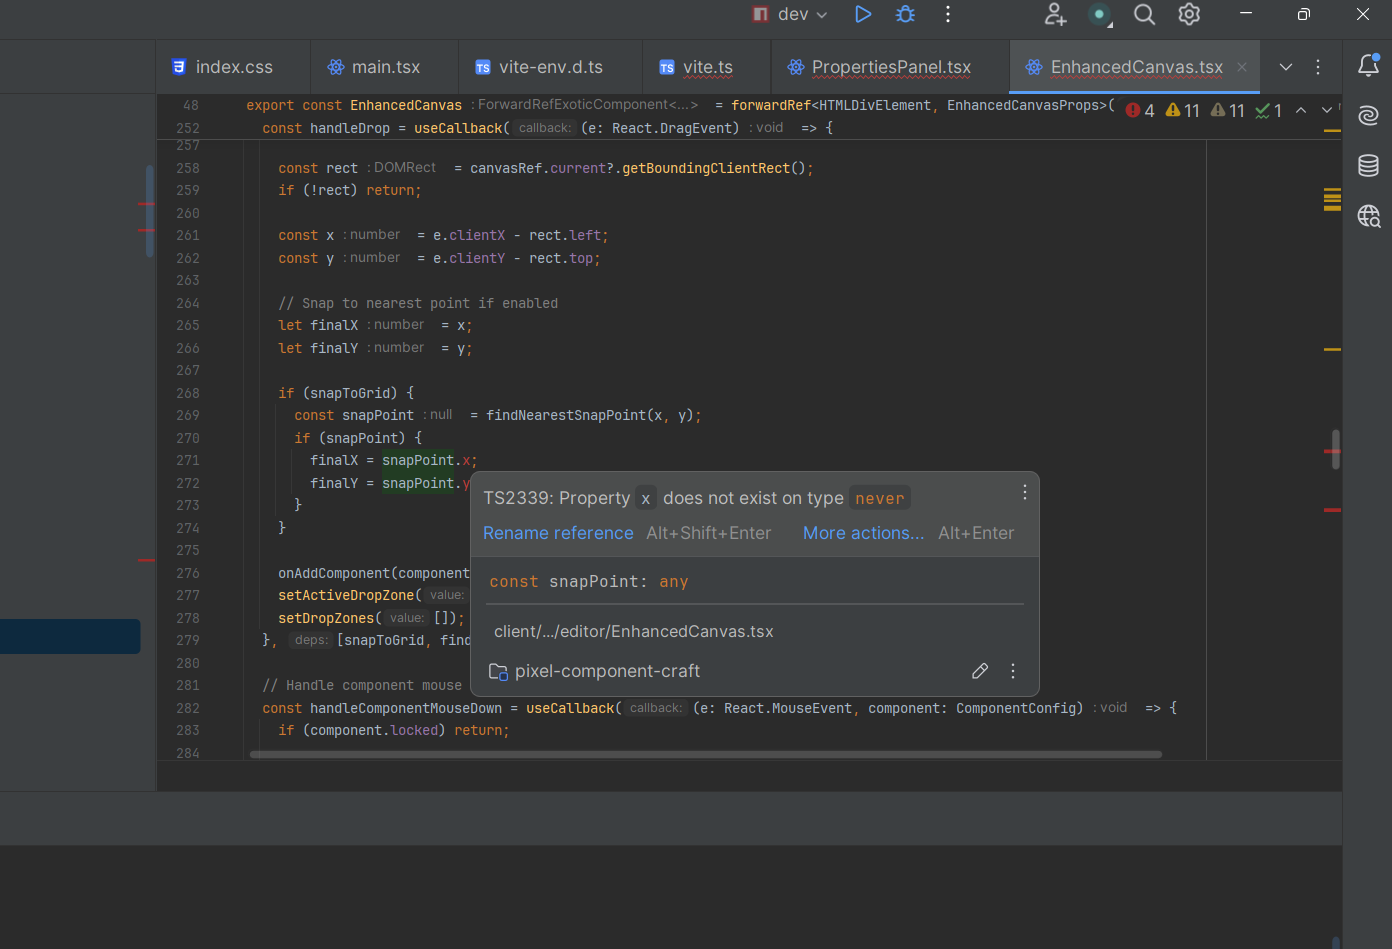 dev
index.css
main.tsx
vite-env.d.ts
vite.ts
PropertiesPanel.tsx
EnhancedCanvas.tsx
48 export const EnhancedCanvas : ForwardRefExoticComponent<...> = forwardRef<HTMLDivElement, EnhancedCanvasProps>( 4 11 11 1
252 const handleDrop = useCallback( callback: (e: React.DragEvent) : void => {
257
258 const rect : DOMRect = canvasRef.current?.getBoundingClientRect();
259 if (!rect) return;
260
261 const x : number = e.clientX - rect.left;
262 const y : number = e.clientY - rect.top;
263
264 // Snap to nearest point if enabled
265 let finalX : number = x;
266 let finalY : number = y;
267
268 if (snapToGrid) {
269 const snapPoint : null = findNearestSnapPoint(x, y);
270 if (snapPoint) {
271 finalX = snapPoint.x;
272 finalY = snapPoint.y
273 }
274 }
275
276 onAddComponent(component
277 setActiveDropZone( value:
278 setDropZones( value: []);
279 }, deps: [snapToGrid, find
280
281 // Handle component mouse
282 const handleComponentMouseDown = useCallback( callback: (e: React.MouseEvent, component: ComponentConfig) : void => {
283 if (component.locked) return;
284
TS2339: Property x does not exist on type never
Rename reference Alt+Shift+Enter More actions... Alt+Enter
const snapPoint: any
client/.../editor/EnhancedCanvas.tsx
pixel-component-craft